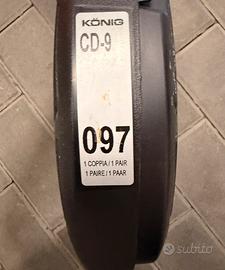 KÖNIG
CD-9
097
1 COPPIA / 1 PAIR
1 PAIRE / 1 PAAR
subito